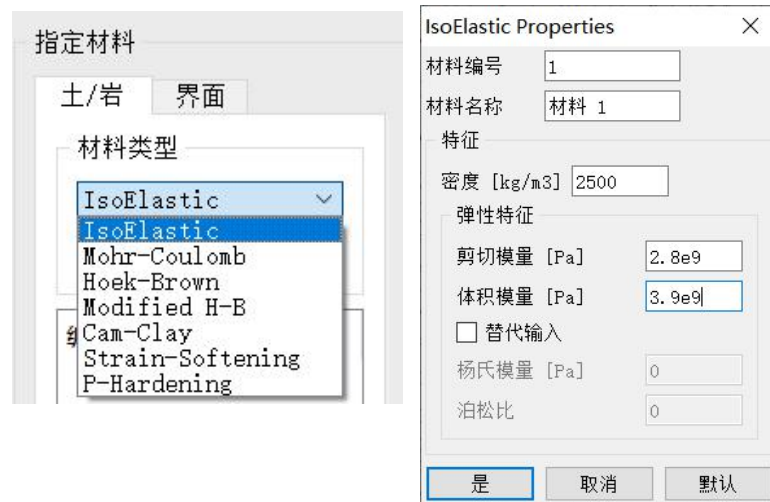 指定材料
土/岩
界面
材料类型
IsoElastic
IsoElastic
Mohr-Coulomb
Hoek-Brown
Modified H-B
Cam-Clay
Strain-Softening
P-Hardening
IsoElastic Properties
材料编号 1
材料名称 材料 1
特征
密度 [kg/m3] 2500
弹性特征
剪切模量 [Pa] 2.8e9
体积模量 [Pa] 3.9e9
替代输入
杨氏模量 [Pa] 0
泊松比 0
是
取消
默认